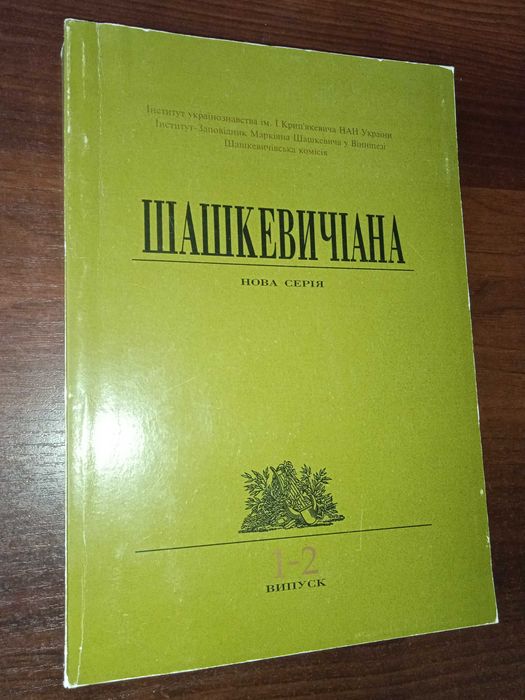 Інститут українознавства ім. І Крип'якевича НАН України
Інститут-Заповідник Маркіяна Шашкевича у Вінніпезі
Шашкевичівська комісія
ШАШКЕВИЧІАНА
НОВА СЕРІЯ
1-2
ВИПУСК